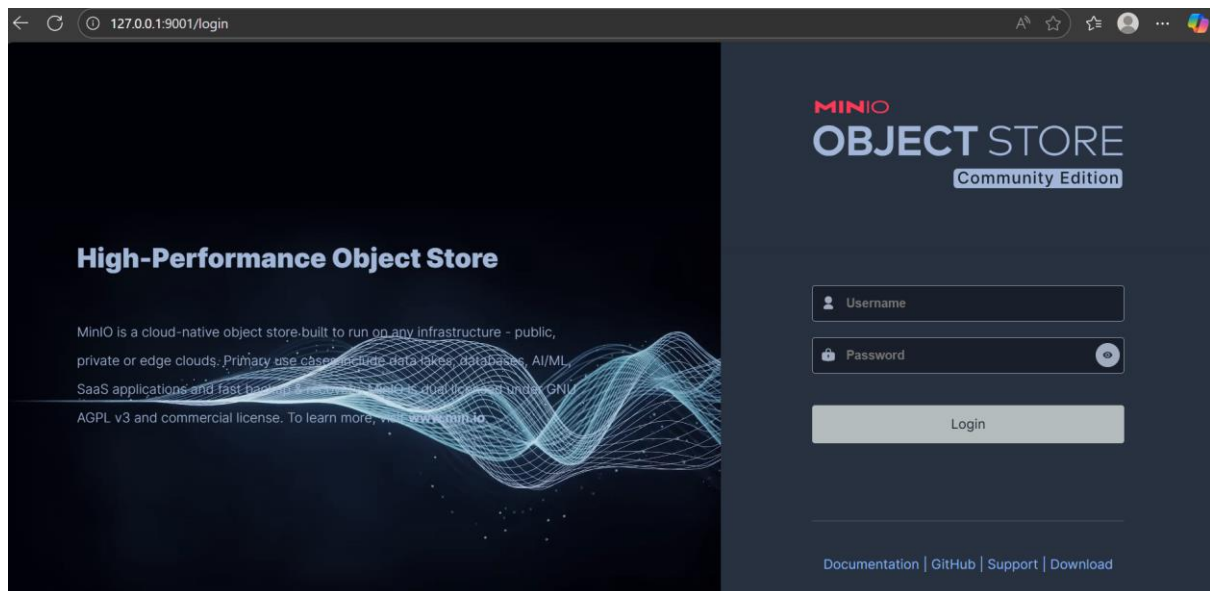 127.0.0.1:9001/login
MINIO
OBJECT STORE
Community Edition
High-Performance Object Store
MinIO is a cloud-native object store built to run on any infrastructure - public,
private or edge clouds. Primary use cases include data lakes, databases, AI/ML,
SaaS applications and fast backup & recovery. MinIO is dual licensed under GNU
AGPL v3 and commercial license. To learn more, visit www.min.io
Username
Password
Login
Documentation | GitHub | Support | Download